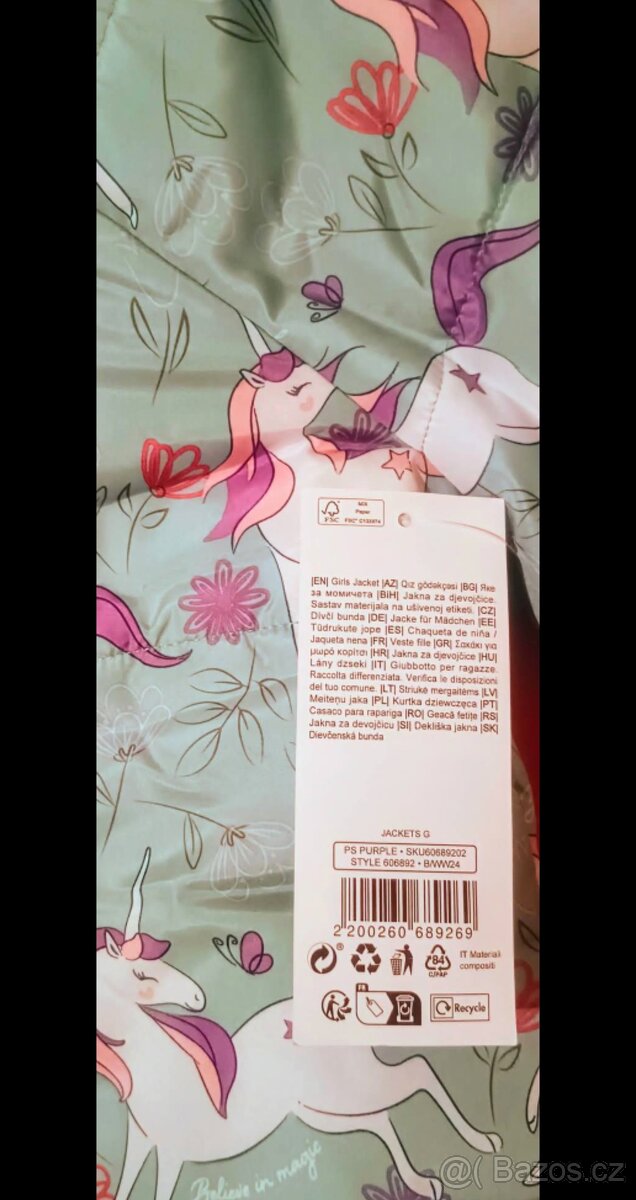 FSC
MIX
Paper
FSC® C133974
|EN| Girls Jacket |AZ| Qız gödəkçəsi |BG| Яке
за момичета |BiH| Jakna za djevojčice.
Sastav materijala na ušivenoj etiketi. |CZ|
Dívčí bunda |DE| Jacke für Mädchen |EE|
Tüdrukute jope |ES| Chaqueta de niña /
Jaqueta nena |FR| Veste fille |GR| Σακάκι για
μωρό κορίτσι |HR| Jakna za djevojčice |HU|
Lány dzseki |IT| Giubbotto per ragazze.
Raccolta differenziata. Verifica le disposizioni
del tuo comune. |LT| Striukė mergaitėms |LV|
Meiteņu jaka |PL| Kurtka dziewczęca |PT|
Casaco para rapariga |RO| Geacă fetițe |RS|
Jakna za devojčicu |SI| Dekliška jakna |SK|
Dievčenská bunda
JACKETS G
PS PURPLE • SKU60689202
STYLE 606892 • B/WW24
2 200260 689269
84
C/PAP
IT Materiali
compositi
FR
Recycle
Believe in magic
@( Bazos.cz